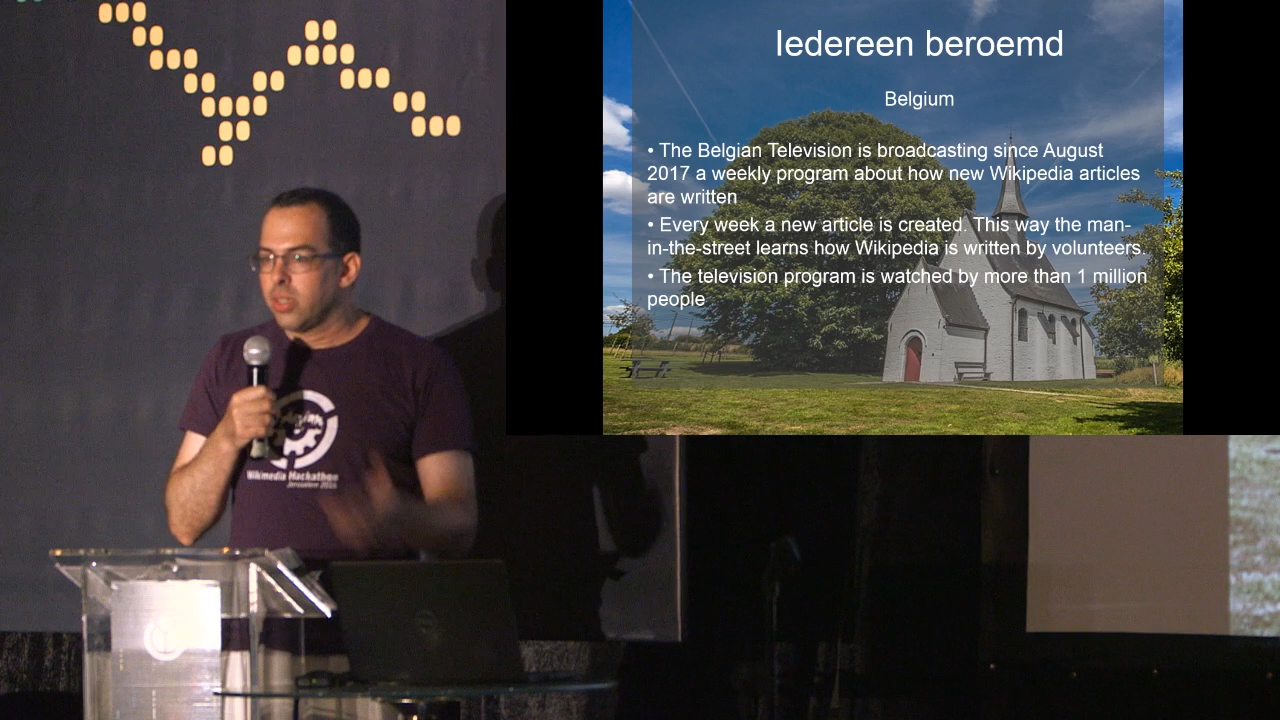 Iedereen beroemd
Belgium
• The Belgian Television is broadcasting since August
2017 a weekly program about how new Wikipedia articles
are written
• Every week a new article is created. This way the man-
in-the-street learns how Wikipedia is written by volunteers.
• The television program is watched by more than 1 million
people
Wikimedia Hackathon
Jerusalem